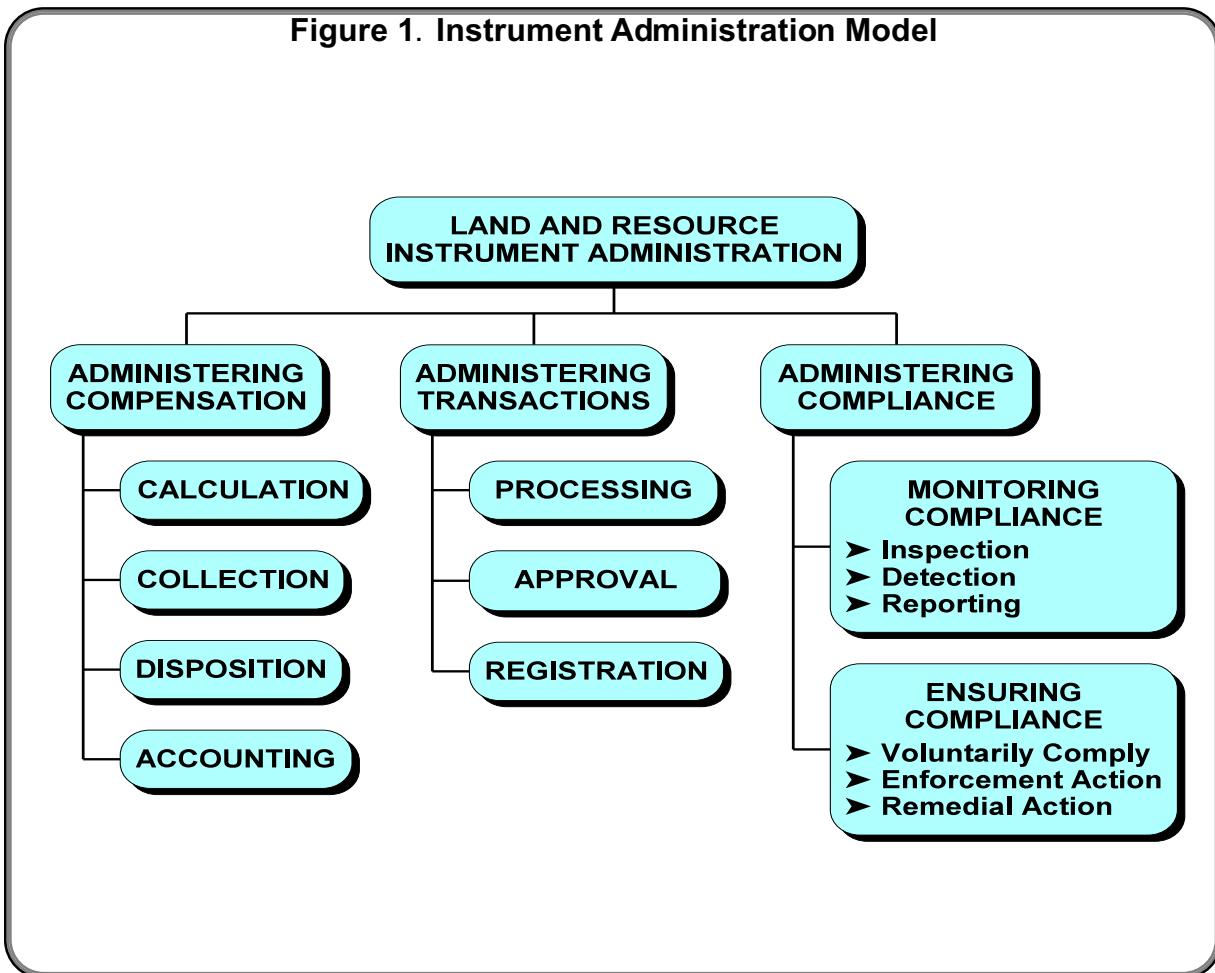 Figure 1. Instrument Administration Model
LAND AND RESOURCE
INSTRUMENT ADMINISTRATION
ADMINISTERING
COMPENSATION
CALCULATION
COLLECTION
DISPOSITION
ACCOUNTING
ADMINISTERING
TRANSACTIONS
PROCESSING
APPROVAL
REGISTRATION
ADMINISTERING
COMPLIANCE
MONITORING
COMPLIANCE
➤ Inspection
➤ Detection
➤ Reporting
ENSURING
COMPLIANCE
➤ Voluntarily Comply
➤ Enforcement Action
➤ Remedial Action